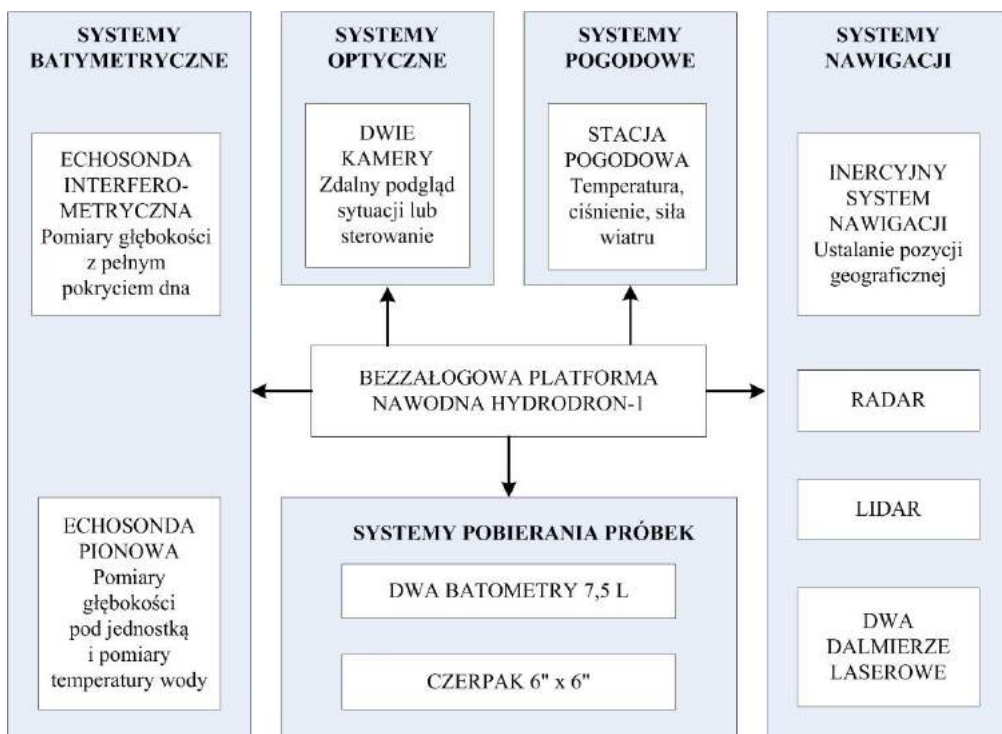 SYSTEMY
BATYMETRYCZNE
ECHOSONDA
INTERFERO-
METRYCZNA
Pomiary głębokości
z pełnym
pokryciem dna
ECHOSONDA
PIONOWA
Pomiary
głębokości
pod jednostką
i pomiary
temperatury wody
SYSTEMY
OPTYCZNE
DWIE
KAMERY
Zdalny podgląd
sytuacji lub
sterowanie
SYSTEMY
POGODOWE
STACJA
POGODOWA
Temperatura,
ciśnienie, siła
wiatru
BEZZAŁOGOWA PLATFORMA
NAWODNA HYDRODRON-1
SYSTEMY POBIERANIA PRÓBEK
DWA BATOMETRY 7,5 L
CZERPAK 6" x 6"
SYSTEMY
NAWIGACJI
INERCYJNY
SYSTEM
NAWIGACJI
Ustalanie pozycji
geograficznej
RADAR
LIDAR
DWA
DALMIERZE
LASEROWE